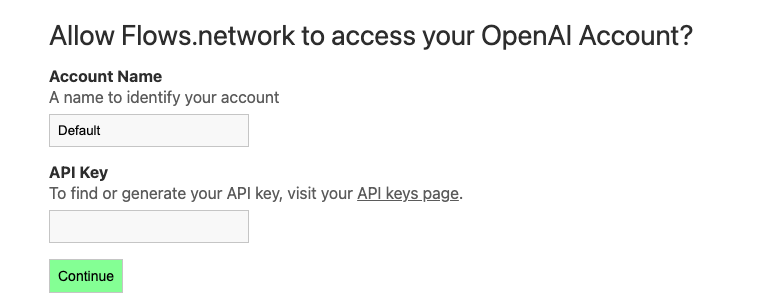 Allow Flows.network to access your OpenAI Account?
Account Name
A name to identify your account
Default
API Key
To find or generate your API key, visit your API keys page.
Continue